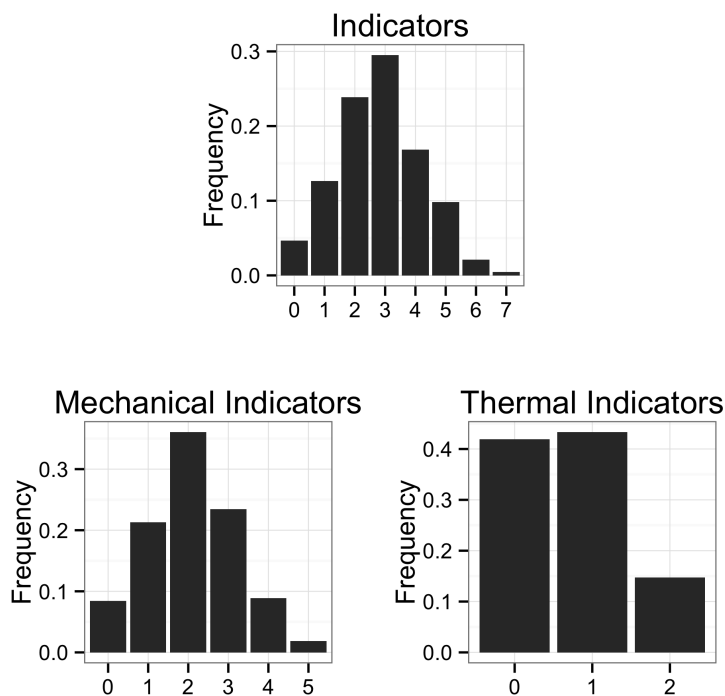 Indicators
Frequency
0.3
0.2
0.1
0.0
0 1 2 3 4 5 6 7
Mechanical Indicators
Frequency
0.3
0.2
0.1
0.0
0 1 2 3 4 5
Thermal Indicators
Frequency
0.4
0.3
0.2
0.1
0.0
0 1 2